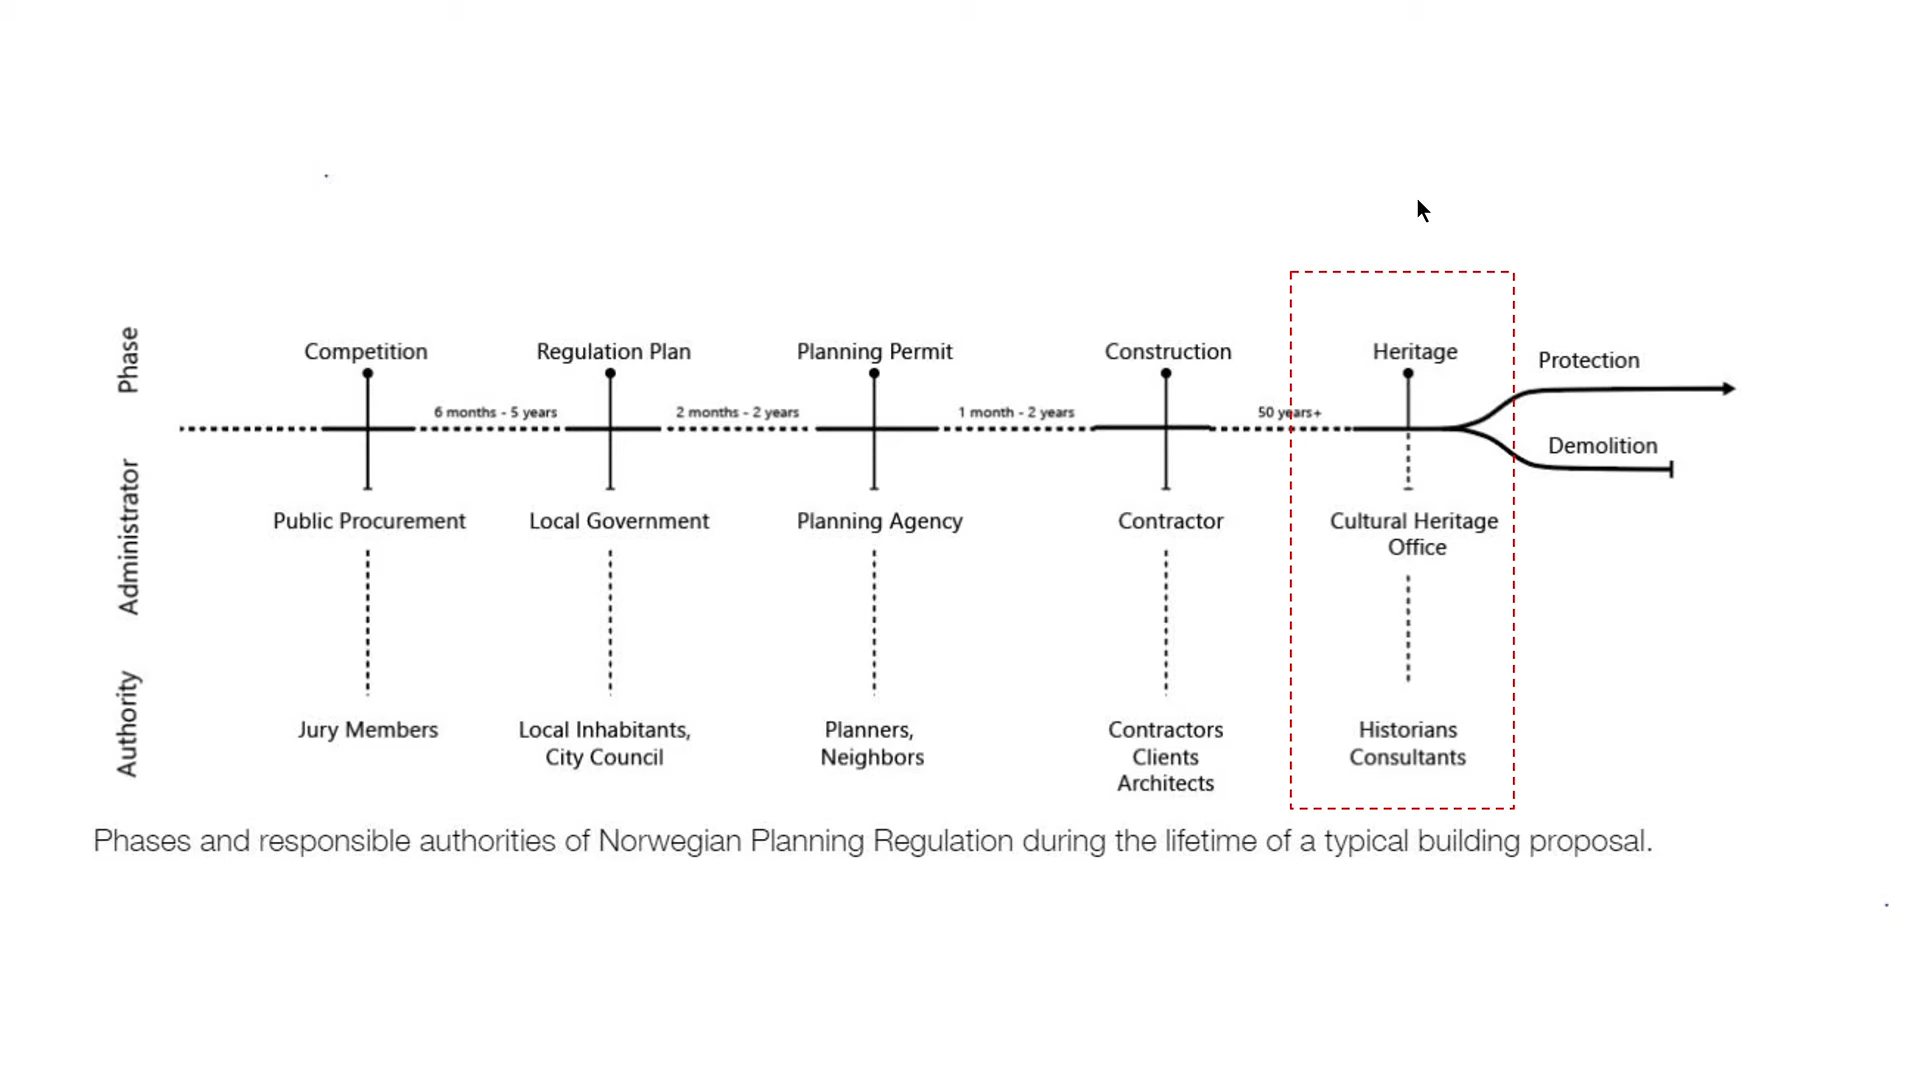 Phase
Competition
Regulation Plan
Planning Permit
Construction
Heritage
Protection
6 months - 5 years
2 months - 2 years
1 month - 2 years
50 years+
Demolition
Administrator
Public Procurement
Local Government
Planning Agency
Contractor
Cultural Heritage
Office
Authority
Jury Members
Local Inhabitants,
City Council
Planners,
Neighbors
Contractors
Clients
Architects
Historians
Consultants
Phases and responsible authorities of Norwegian Planning Regulation during the lifetime of a typical building proposal.